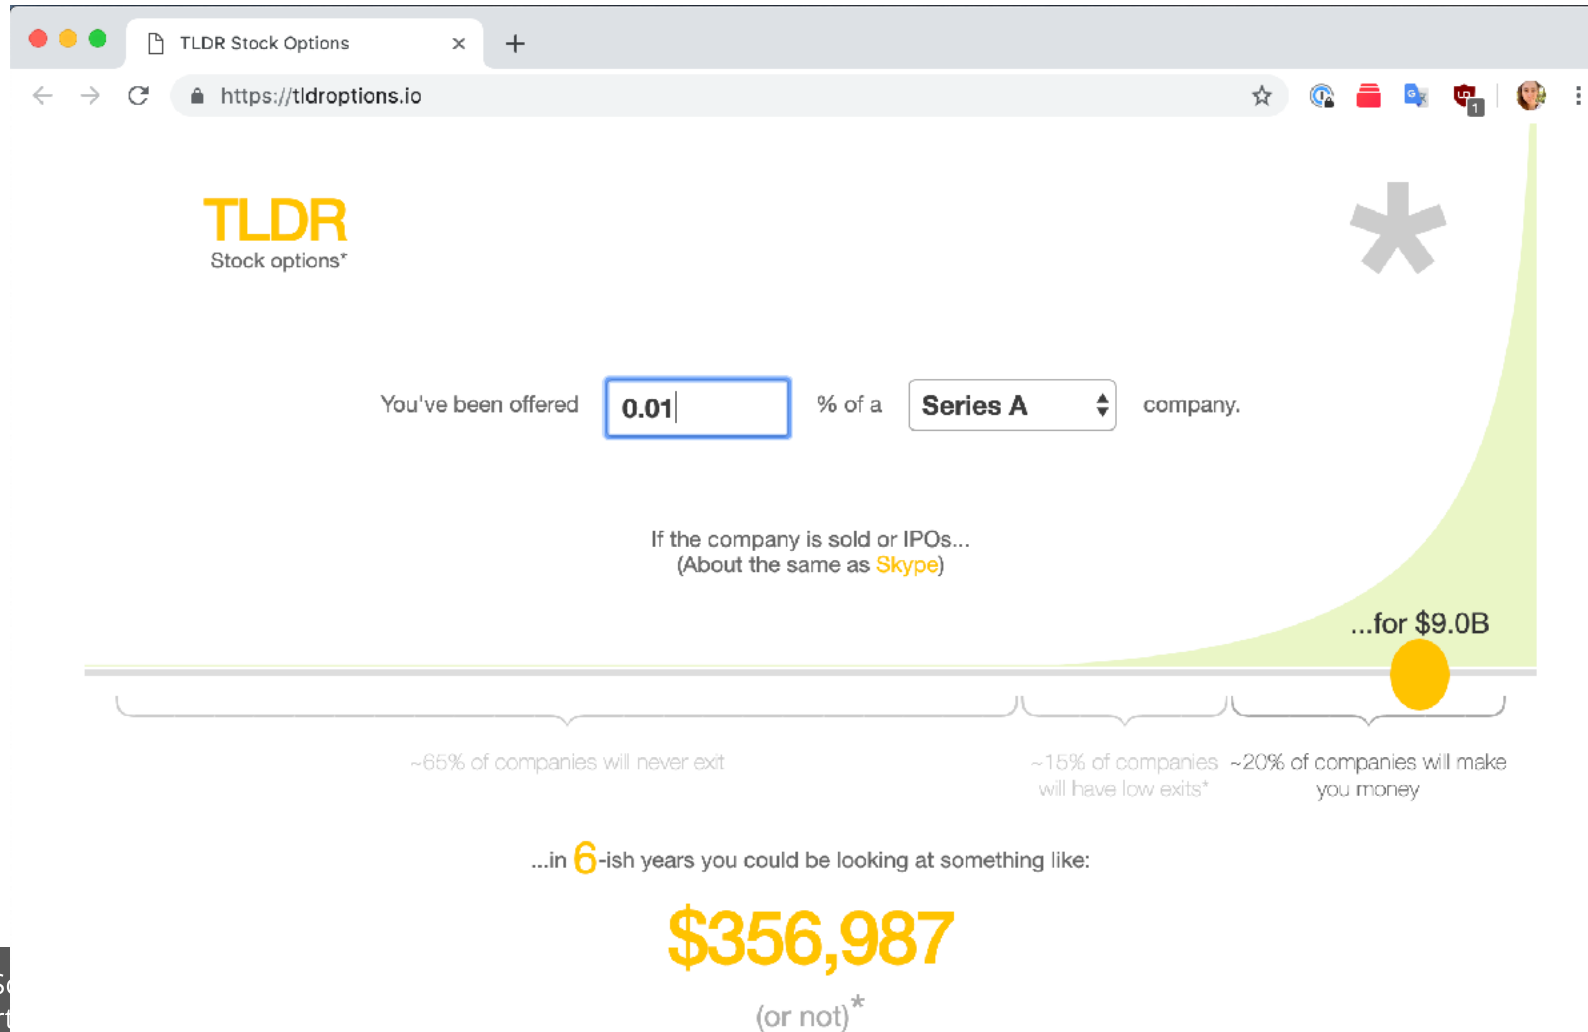 TLDR Stock Options
https://tldroptions.io
1
TLDR
Stock options*
*
You've been offered 0.01 % of a Series A company.
If the company is sold or IPOs...
(About the same as Skype)
...for $9.0B
~65% of companies will never exit
~15% of companies
will have low exits*
~20% of companies will make
you money
...in 6-ish years you could be looking at something like:
$356,987
(or not)*